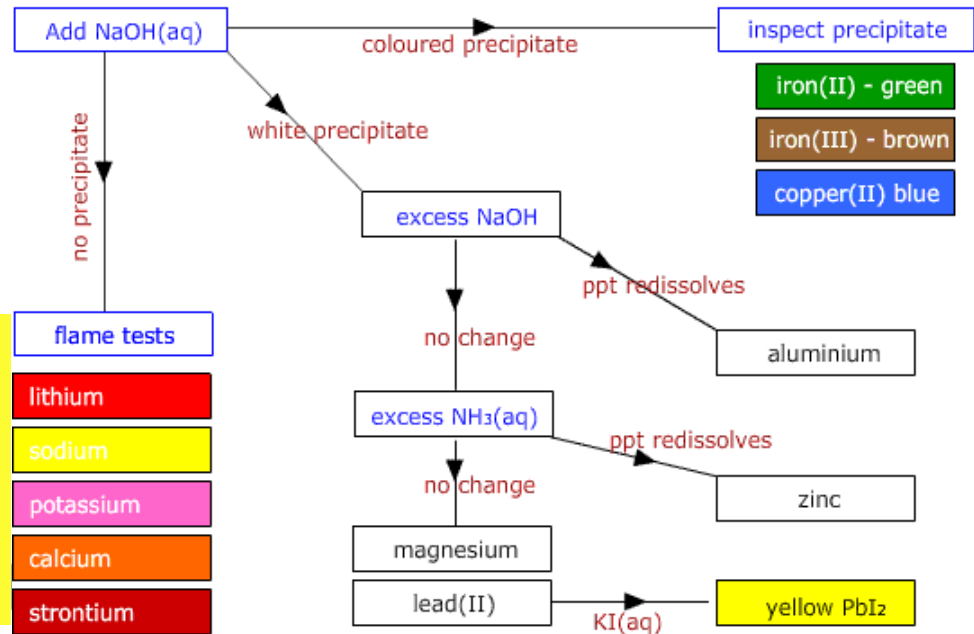 Add NaOH(aq)
coloured precipitate
inspect precipitate
iron(II) - green
iron(III) - brown
copper(II) blue
white precipitate
no precipitate
excess NaOH
ppt redissolves
aluminium
no change
flame tests
lithium
sodium
potassium
calcium
strontium
excess NH₃(aq)
ppt redissolves
zinc
no change
magnesium
lead(II)
KI(aq)
yellow PbI₂